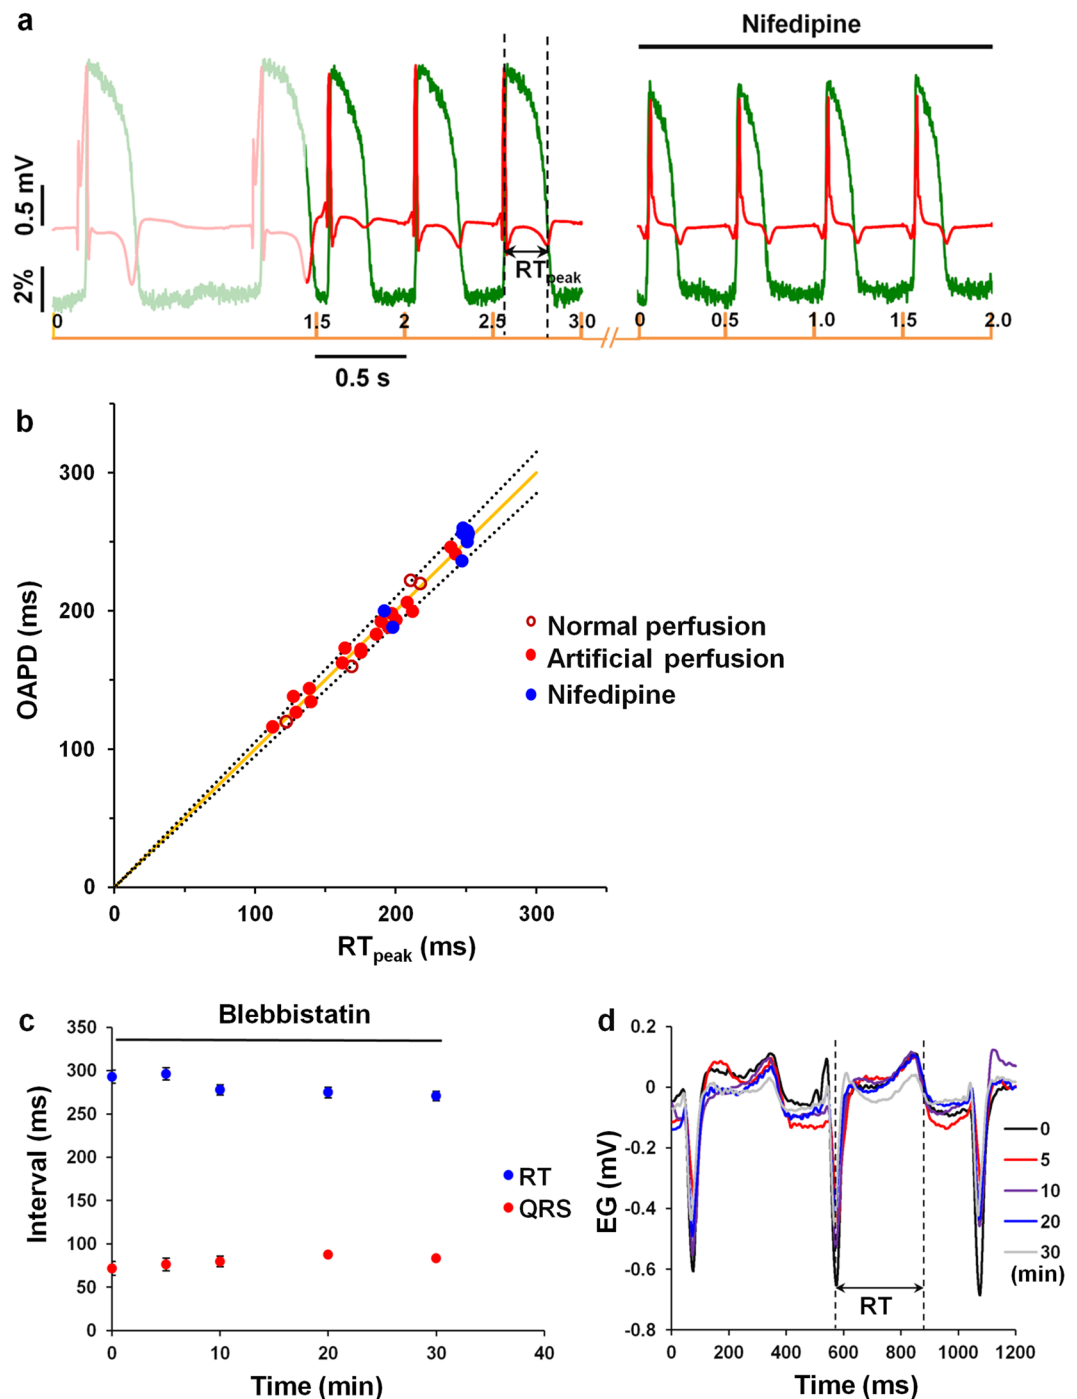 a
Nifedipine
0.5 mV
2%
RTpeak
0 1.5 2 2.5 3.0 0 0.5 1.0 1.5 2.0
0.5 s
b
300
200
100
0
0 100 200 300
OAPD (ms)
RTpeak (ms)
Normal perfusion
Artificial perfusion
Nifedipine
c
Blebbistatin
350
300
250
200
150
100
50
0
0 10 20 30 40
Interval (ms)
Time (min)
RT
QRS
d
0.2
0
-0.2
-0.4
-0.6
-0.8
0 200 400 600 800 1000 1200
EG (mV)
Time (ms)
RT
0
5
10
20
30
(min)